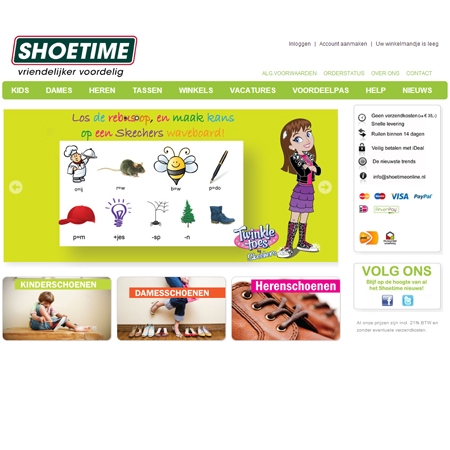 SHOETIME
vriendelijker voordelig
Inloggen | Account aanmaken | Uw winkelmandje is leeg
ALG.VOORWAARDEN ORDERSTATUS OVER ONS CONTACT
KIDS DAMES HEREN TASSEN WINKELS VACATURES VOORDEELPAS HELP NIEUWS
Los de rebus op, en maak kans
op een Skechers waveboard!
o=ij r=w b=w p=do
p=m +jes -sp -n
Twinkle
toes
by Skechers
Geen verzendkosten (va € 35,-)
Snelle levering
Ruilen binnen 14 dagen
Veilig betalen met iDeal
De nieuwste trends
info@shoetimeonline.nl
VISA PayPal
VOLG ONS
Blijf op de hoogte van al
het Shoetime nieuws!
Al onze prijzen zijn incl. 21% BTW en
zonder eventuele verzendkosten
KINDERSCHOENEN
DAMESSCHOENEN
Herenschoenen